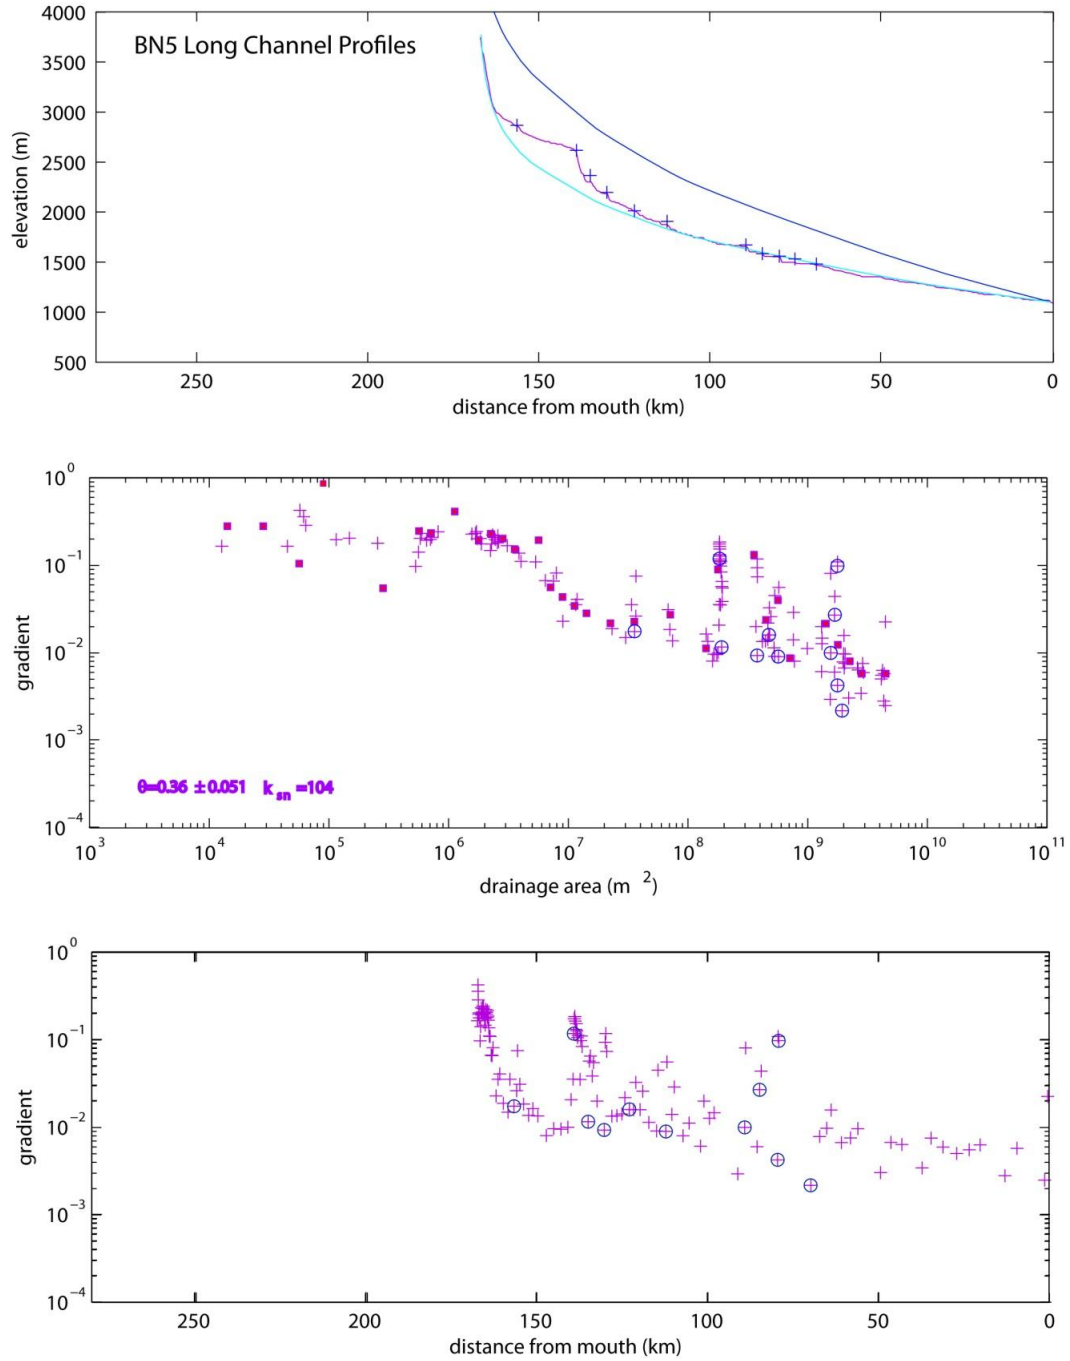 BN5 Long Channel Profiles
elevation (m)
4000
3500
3000
2500
2000
1500
1000
500
250 200 150 100 50 0
distance from mouth (km)
gradient
10^0
10^−1
10^−2
10^−3
10^−4
θ=0.36 ±0.051 k_sn=104
10^3 10^4 10^5 10^6 10^7 10^8 10^9 10^10 10^11
drainage area (m^2)
gradient
10^0
10^−1
10^−2
10^−3
10^−4
250 200 150 100 50 0
distance from mouth (km)